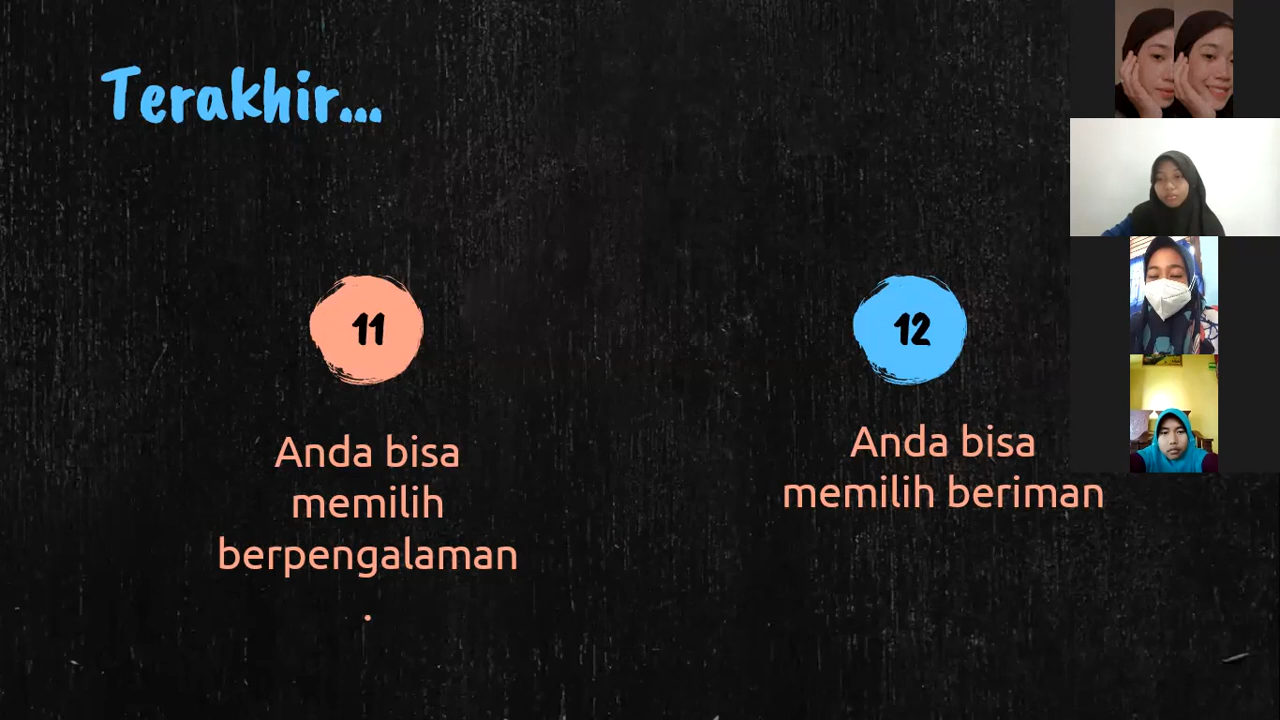 Terakhir...
11
Anda bisa
memilih
berpengalaman
.
12
Anda bisa
memilih beriman